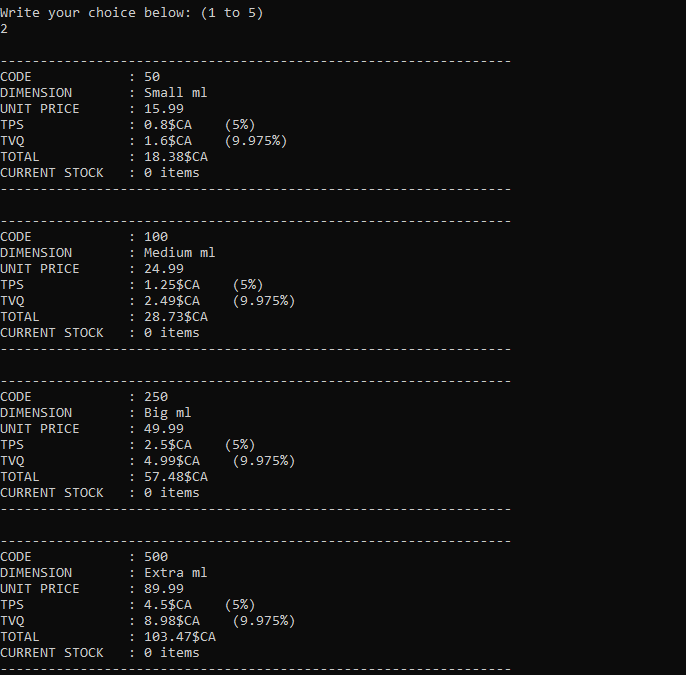 Write your choice below: (1 to 5)
2
----------------------------------------------------------------
CODE            : 50
DIMENSION       : Small ml
UNIT PRICE      : 15.99
TPS             : 0.8$CA    (5%)
TVQ             : 1.6$CA    (9.975%)
TOTAL           : 18.38$CA
CURRENT STOCK   : 0 items
----------------------------------------------------------------
----------------------------------------------------------------
CODE            : 100
DIMENSION       : Medium ml
UNIT PRICE      : 24.99
TPS             : 1.25$CA    (5%)
TVQ             : 2.49$CA    (9.975%)
TOTAL           : 28.73$CA
CURRENT STOCK   : 0 items
----------------------------------------------------------------
----------------------------------------------------------------
CODE            : 250
DIMENSION       : Big ml
UNIT PRICE      : 49.99
TPS             : 2.5$CA    (5%)
TVQ             : 4.99$CA    (9.975%)
TOTAL           : 57.48$CA
CURRENT STOCK   : 0 items
----------------------------------------------------------------
----------------------------------------------------------------
CODE            : 500
DIMENSION       : Extra ml
UNIT PRICE      : 89.99
TPS             : 4.5$CA    (5%)
TVQ             : 8.98$CA    (9.975%)
TOTAL           : 103.47$CA
CURRENT STOCK   : 0 items
----------------------------------------------------------------